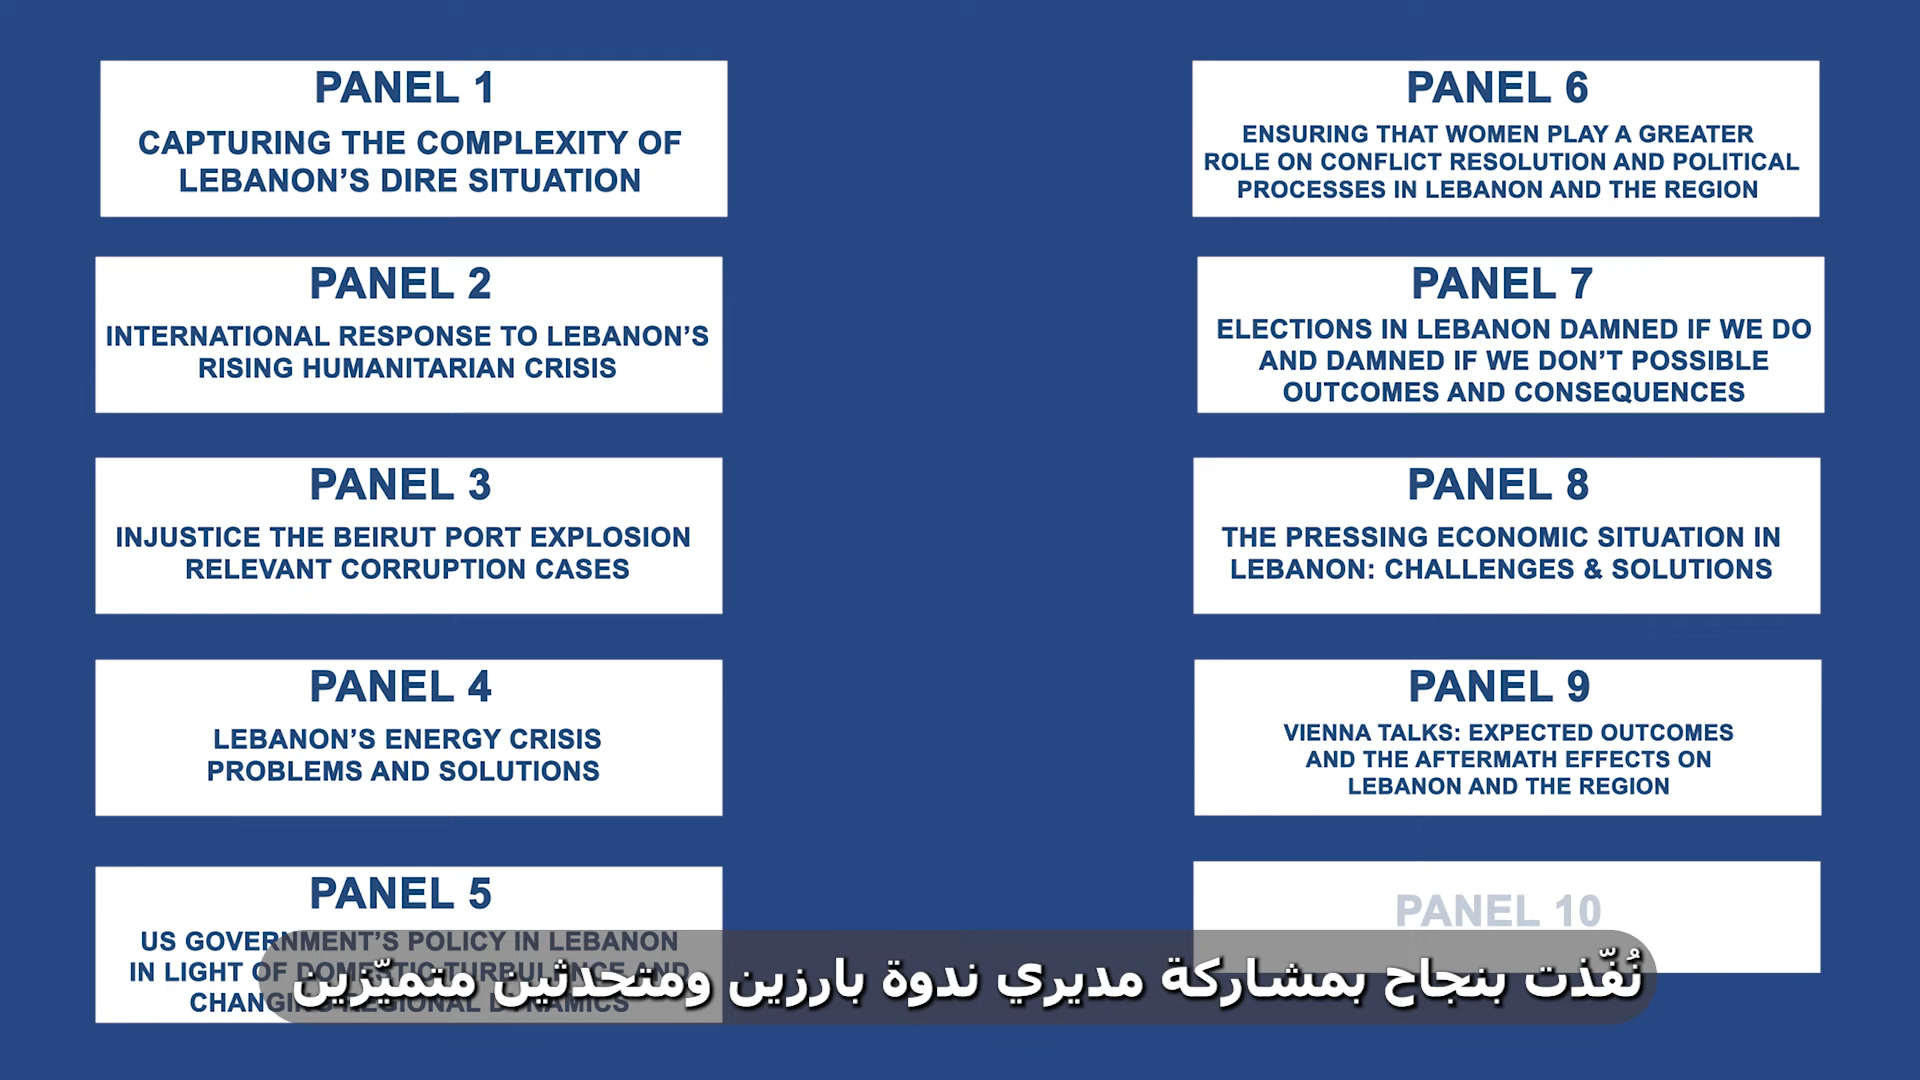 PANEL 1
CAPTURING THE COMPLEXITY OF
LEBANON’S DIRE SITUATION
PANEL 2
INTERNATIONAL RESPONSE TO LEBANON’S
RISING HUMANITARIAN CRISIS
PANEL 3
INJUSTICE THE BEIRUT PORT EXPLOSION
RELEVANT CORRUPTION CASES
PANEL 4
LEBANON’S ENERGY CRISIS
PROBLEMS AND SOLUTIONS
PANEL 5
US GOVERNMENT’S POLICY IN LEBANON
IN LIGHT OF DOMESTIC TURBULENCE AND
CHANGING REGIONAL DYNAMICS
PANEL 6
ENSURING THAT WOMEN PLAY A GREATER
ROLE ON CONFLICT RESOLUTION AND POLITICAL
PROCESSES IN LEBANON AND THE REGION
PANEL 7
ELECTIONS IN LEBANON DAMNED IF WE DO
AND DAMNED IF WE DON’T POSSIBLE
OUTCOMES AND CONSEQUENCES
PANEL 8
THE PRESSING ECONOMIC SITUATION IN
LEBANON: CHALLENGES & SOLUTIONS
PANEL 9
VIENNA TALKS: EXPECTED OUTCOMES
AND THE AFTERMATH EFFECTS ON
LEBANON AND THE REGION
PANEL 10
نُفّذت بنجاح بمشاركة مديري ندوة بارزين ومتحدثين متميّزين